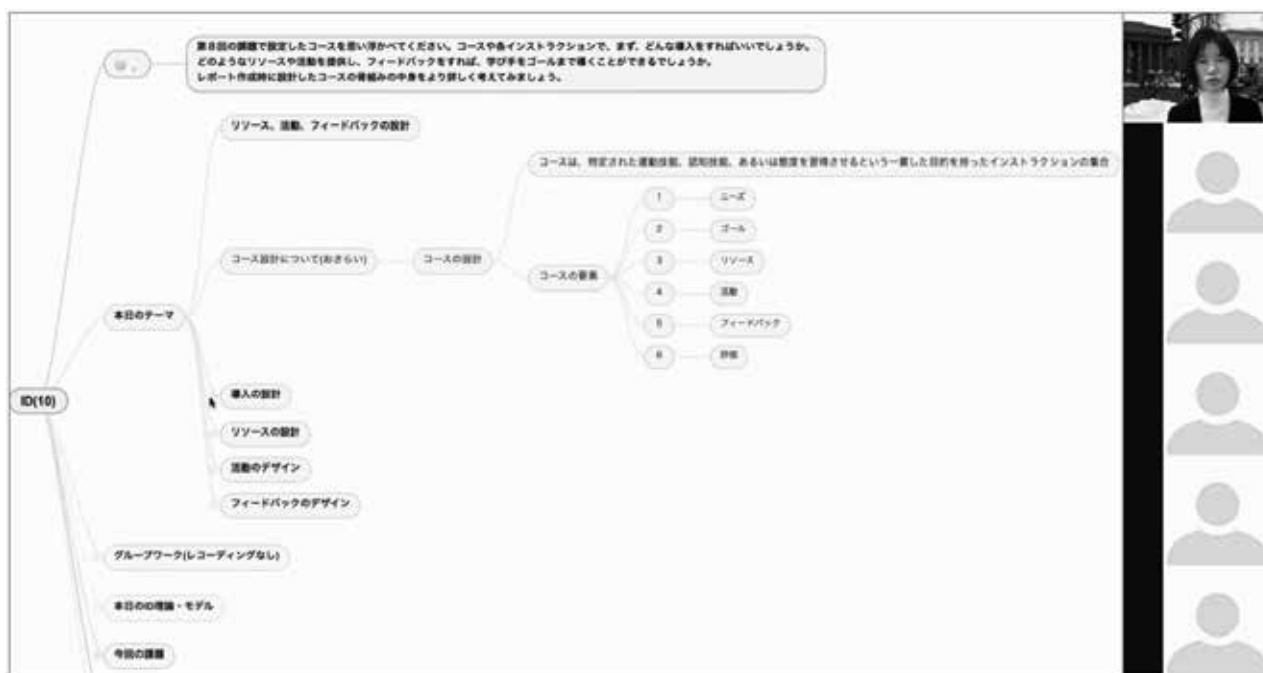 第8回の課題で設定したコースを思い浮かべてください。コースや各インストラクションで、まず、どんな導入をすればいいでしょうか。
どのようなリソースや活動を提供し、フィードバックをすれば、学び手をゴールまで導くことができるでしょうか。
レポート作成時に設計したコースの骨組みの中身をより詳しく考えてみましょう。
リソース、活動、フィードバックの設計
コースは、特定された運動技能、認知技能、あるいは態度を習得させるという一貫した目的を持ったインストラクションの集合
1 ニーズ
2 ゴール
コース設計について(おさらい)
コースの設計
3 リソース
コースの要素
4 活動
本日のテーマ
5 フィードバック
6 評価
導入の設計
ID(10)
リソースの設計
活動のデザイン
フィードバックのデザイン
グループワーク(レコーディングなし)
本日のID理論・モデル
今回の課題